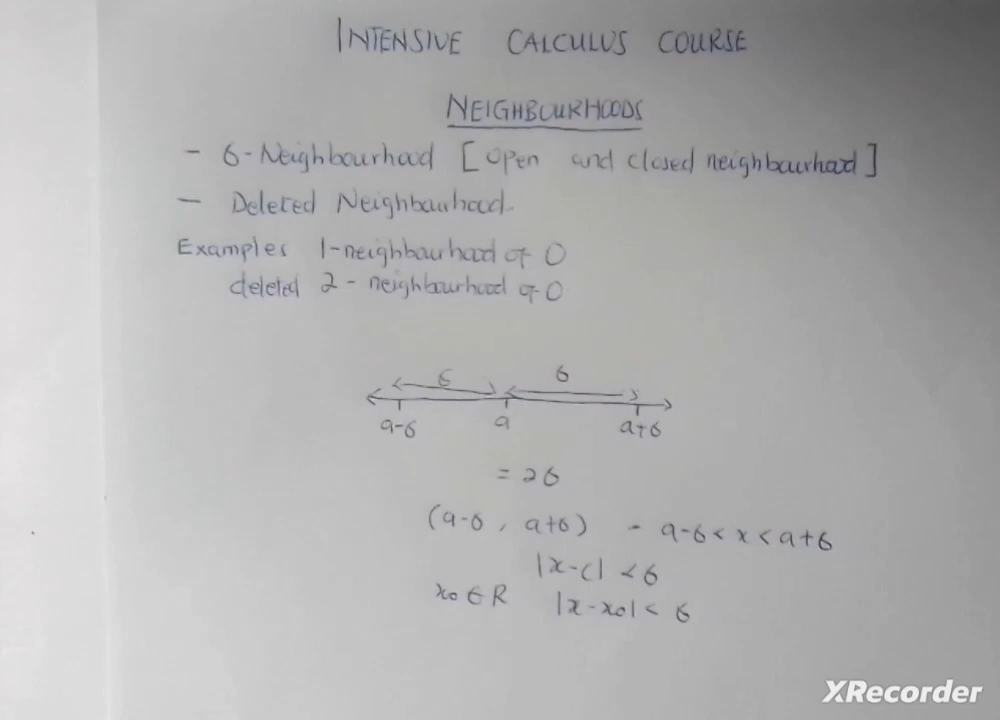 INTENSIVE CALCULUS COURSE
NEIGHBOURHOODS
- δ-Neighbourhood [open and closed neighbourhood]
- Deleted Neighbourhood.
Examples 1-neighbourhood of 0
deleted 2-neighbourhood of 0
δ δ
a-δ a a+δ
= 2δ
(a-δ, a+δ) - a-δ < x < a+δ
|x-c| < δ
x₀ ∈ R |x-x₀| < δ
XRecorder